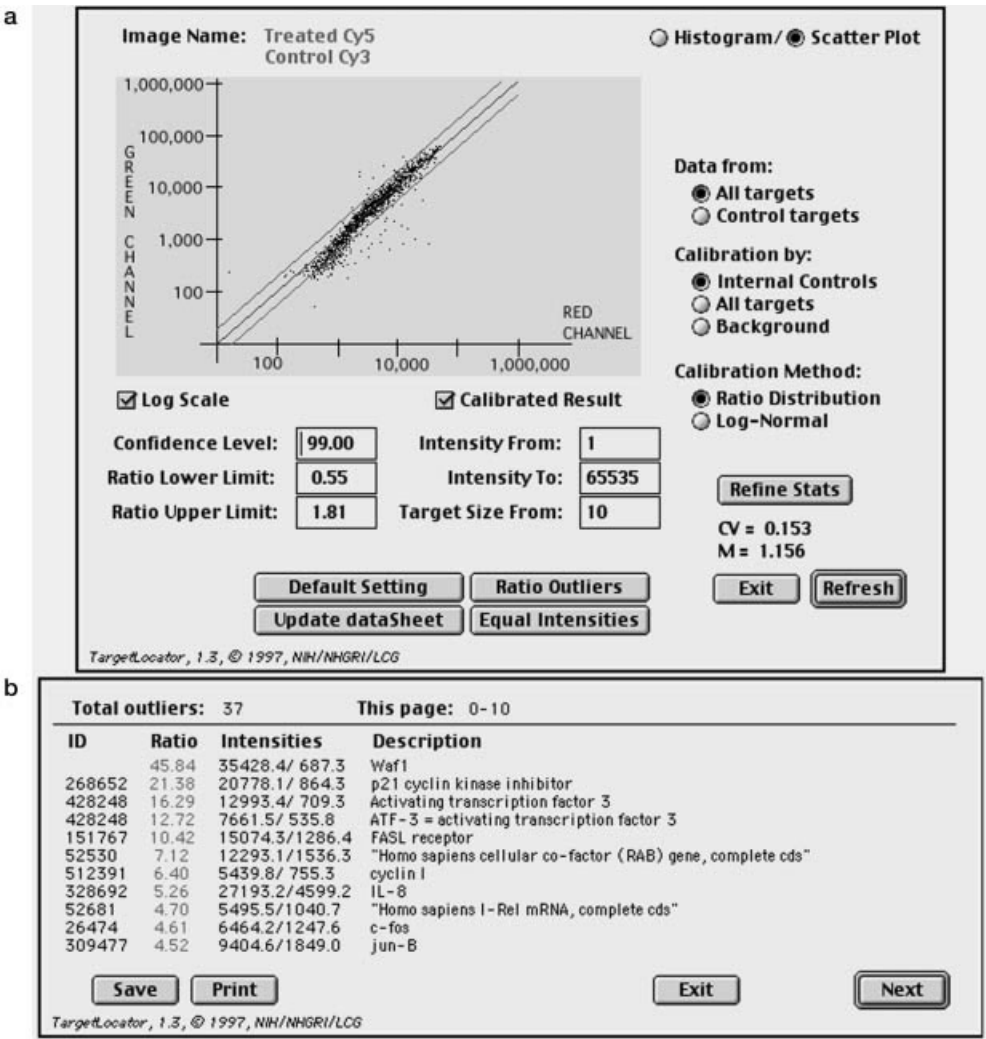 a
Image Name: Treated Cy5
Control Cy3
Histogram/ Scatter Plot
1,000,000
100,000
10,000
1,000
100
GREEN CHANNEL
RED
CHANNEL
100 10,000 1,000,000
Data from:
All targets
Control targets
Calibration by:
Internal Controls
All targets
Background
Calibration Method:
Ratio Distribution
Log-Normal
Log Scale Calibrated Result
Confidence Level: 99.00 Intensity From: 1
Ratio Lower Limit: 0.55 Intensity To: 65535
Ratio Upper Limit: 1.81 Target Size From: 10
Refine Stats
CV = 0.153
M = 1.156
Default Setting Ratio Outliers Exit Refresh
Update dataSheet Equal Intensities
TargetLocator, 1.3, © 1997, NIH/NHGRI/LCG
b
Total outliers: 37 This page: 0-10
ID Ratio Intensities Description
45.84 35428.4/ 687.3 Waf1
268652 21.38 20778.1/ 864.3 p21 cyclin kinase inhibitor
428248 16.29 12993.4/ 709.3 Activating transcription factor 3
428248 12.72 7661.5/ 535.8 ATF-3 = activating transcription factor 3
151767 10.42 15074.3/1286.4 FASL receptor
52530 7.12 12293.1/1536.3 "Homo sapiens cellular co-factor (RAB) gene, complete cds"
512391 6.40 5439.8/ 755.3 cyclin I
328692 5.26 27193.2/4599.2 IL-8
52681 4.70 5495.5/1040.7 "Homo sapiens I-Rel mRNA, complete cds"
26474 4.61 6464.2/1247.6 c-fos
309477 4.52 9404.6/1849.0 jun-B
Save Print Exit Next
TargetLocator, 1.3, © 1997, NIH/NHGRI/LCG